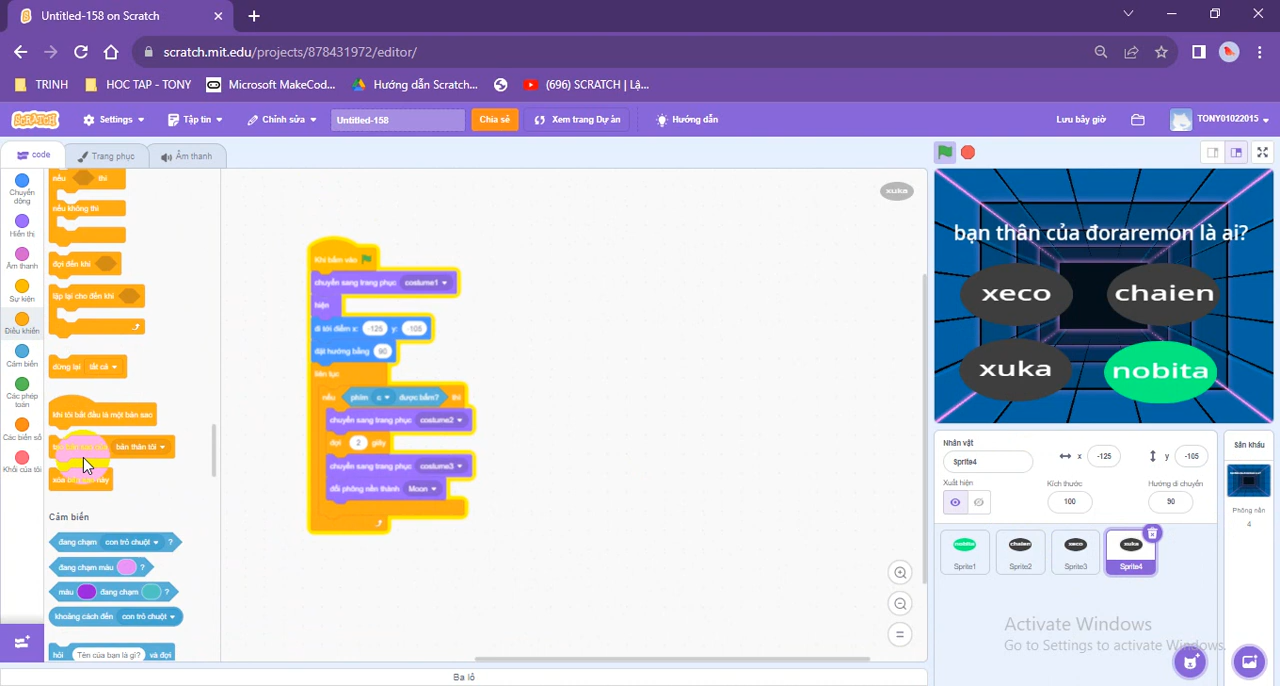 Untitled-158 on Scratch
scratch.mit.edu/projects/878431972/editor/
TRINH
HOC TAP - TONY
Microsoft MakeCod...
Hướng dẫn Scratch...
(696) SCRATCH | Lậ...
SCRATCH
Settings
Tập tin
Chỉnh sửa
Untitled-158
Chia sẻ
Xem trang Dự án
Hướng dẫn
Lưu bây giờ
TONY01022015
code
Trang phục
Âm thanh
Chuyển động
Hiển thị
Âm thanh
Sự kiện
Điều khiển
Cảm biến
Các phép toán
Các biến số
Khối của tôi
nếu thì
nếu không thì
đợi đến khi
lặp lại cho đến khi
dừng lại tất cả
khi tôi bắt đầu là một bản sao
bản thân tôi
Cảm biến
đang chạm con trỏ chuột ?
đang chạm màu ?
màu đang chạm ?
khoảng cách đến con trỏ chuột
hỏi Tên của bạn là gì? và đợi
Khi bấm vào
chuyển sang trang phục costume1
hiện
đi tới điểm x: -125 y: -105
đặt hướng bằng 90
liên tục
nếu phím c được bấm? thì
chuyển sang trang phục costume2
đợi 2 giây
chuyển sang trang phục costume3
đổi phông nền thành Moon
xuka
bạn thân của đoraremon là ai?
xeco
chaien
xuka
nobita
Nhân vật
Sprite4
x -125
y -105
Xuất hiện
Kích thước
100
Hướng di chuyển
90
nobita
Sprite1
chaien
Sprite2
xeco
Sprite3
xuka
Sprite4
Sân khấu
Phông nền
4
Activate Windows
Go to Settings to activate Windows.
Ba lô